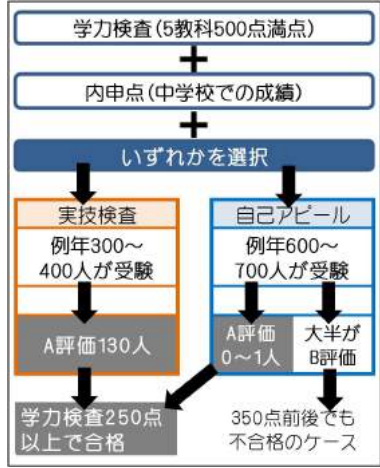 学力検査(5教科500点満点)
+
内申点(中学校での成績)
+
いずれかを選択
実技検査
例年300～
400人が受験
A評価130人
自己アピール
例年600～
700人が受験
A評価
0～1人
大半が
B評価
学力検査250点
以上で合格
350点前後でも
不合格のケース